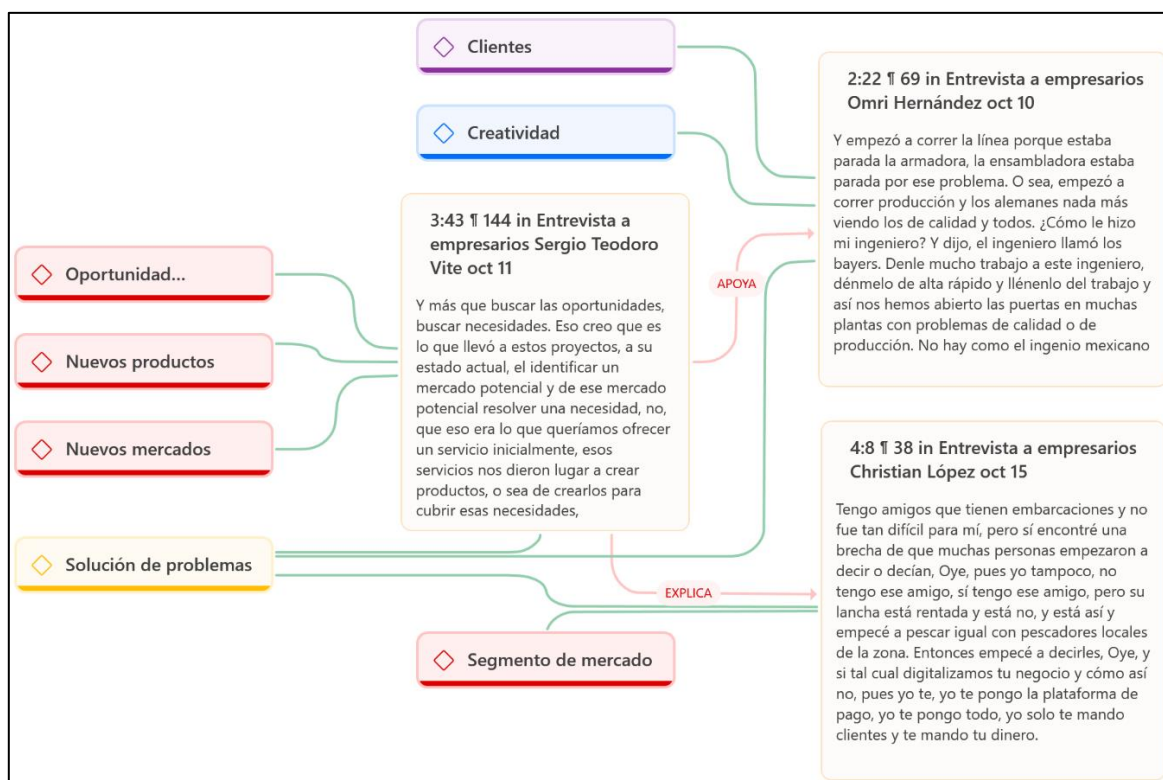 Clientes
Creatividad
2:22 ¶ 69 in Entrevista a empresarios
Omri Hernández oct 10
Y empezó a correr la línea porque estaba
parada la armadora, la ensambladora estaba
parada por ese problema. O sea, empezó a
correr producción y los alemanes nada más
viendo los de calidad y todos. ¿Cómo le hizo
mi ingeniero? Y dijo, el ingeniero llamó los
bayers. Denle mucho trabajo a este ingeniero,
dénmelo de alta rápido y llénenlo del trabajo y
así nos hemos abierto las puertas en muchas
plantas con problemas de calidad o de
producción. No hay como el ingenio mexicano
3:43 ¶ 144 in Entrevista a
empresarios Sergio Teodoro
Vite oct 11
Y más que buscar las oportunidades,
buscar necesidades. Eso creo que es
lo que llevó a estos proyectos, a su
estado actual, el identificar un
mercado potencial y de ese mercado
potencial resolver una necesidad, no,
que eso era lo que queríamos ofrecer
un servicio inicialmente, esos
servicios nos dieron lugar a crear
productos, o sea de crearlos para
cubrir esas necesidades,
Oportunidad...
Nuevos productos
Nuevos mercados
Solución de problemas
APOYA
EXPLICA
Segmento de mercado
4:8 ¶ 38 in Entrevista a empresarios
Christian López oct 15
Tengo amigos que tienen embarcaciones y no
fue tan difícil para mí, pero sí encontré una
brecha de que muchas personas empezaron a
decir o decían, Oye, pues yo tampoco, no
tengo ese amigo, sí tengo ese amigo, pero su
lancha está rentada y está no, y está así y
empecé a pescar igual con pescadores locales
de la zona. Entonces empecé a decirles, Oye, y
si tal cual digitalizamos tu negocio y cómo así
no, pues yo te, yo te pongo la plataforma de
pago, yo te pongo todo, yo solo te mando
clientes y te mando tu dinero.